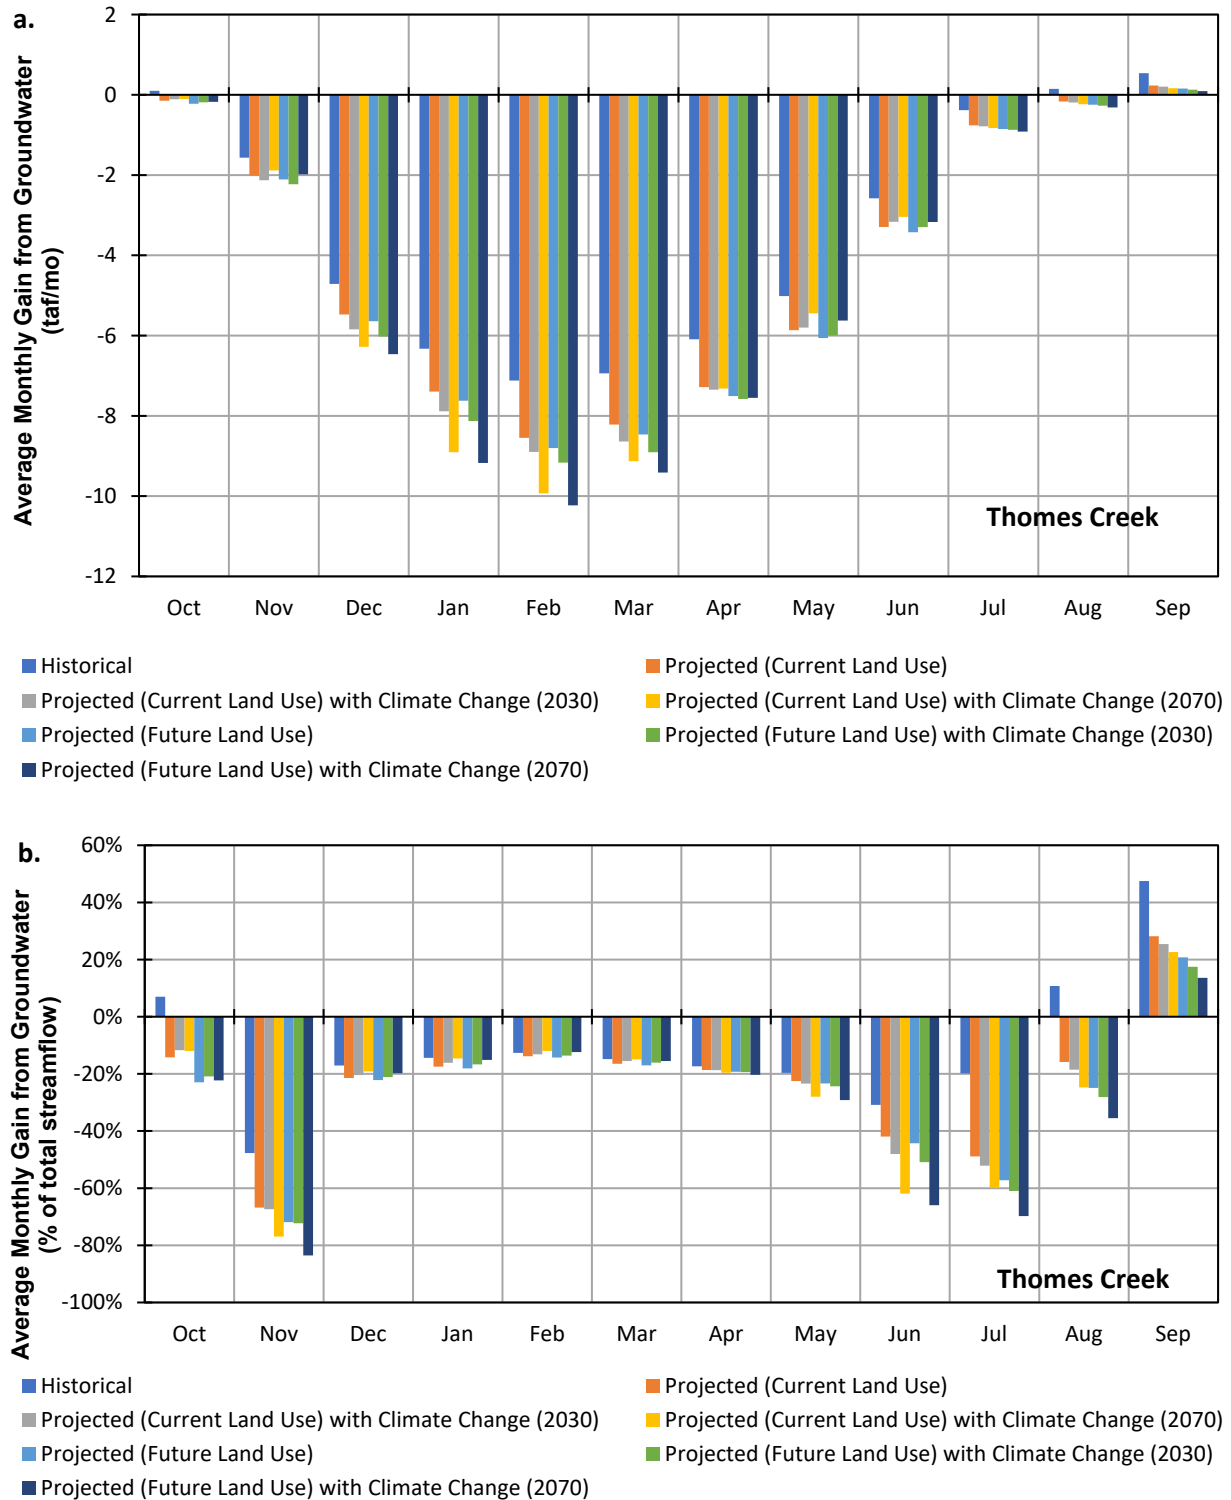 a.
Average Monthly Gain from Groundwater
(taf/mo)
2
0
-2
-4
-6
-8
-10
-12
Thomes Creek
Oct Nov Dec Jan Feb Mar Apr May Jun Jul Aug Sep
Historical
Projected (Current Land Use)
Projected (Current Land Use) with Climate Change (2030)
Projected (Current Land Use) with Climate Change (2070)
Projected (Future Land Use)
Projected (Future Land Use) with Climate Change (2030)
Projected (Future Land Use) with Climate Change (2070)
b.
Average Monthly Gain from Groundwater
(% of total streamflow)
60%
40%
20%
0%
-20%
-40%
-60%
-80%
-100%
Thomes Creek
Oct Nov Dec Jan Feb Mar Apr May Jun Jul Aug Sep
Historical
Projected (Current Land Use)
Projected (Current Land Use) with Climate Change (2030)
Projected (Current Land Use) with Climate Change (2070)
Projected (Future Land Use)
Projected (Future Land Use) with Climate Change (2030)
Projected (Future Land Use) with Climate Change (2070)